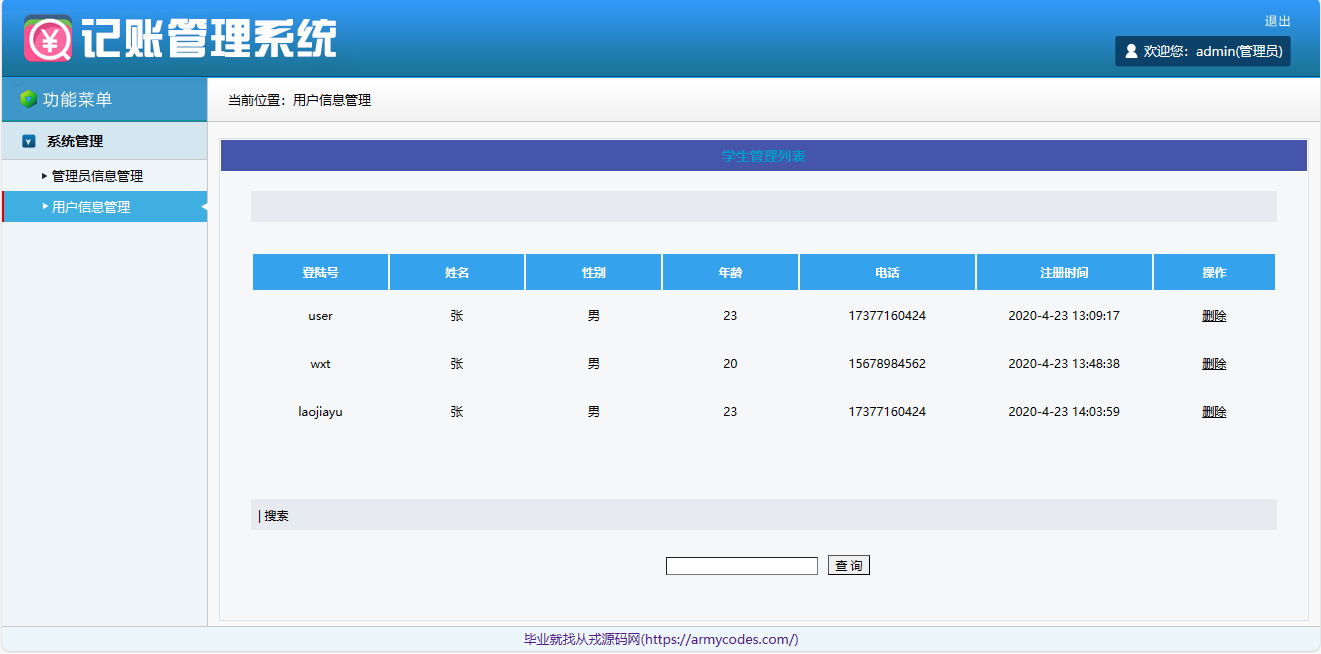 记账管理系统
退出
欢迎您：admin(管理员)
功能菜单
当前位置：用户信息管理
系统管理
管理员信息管理
用户信息管理
学生管理列表
登陆号 姓名 性别 年龄 电话 注册时间 操作
user 张 男 23 17377160424 2020-4-23 13:09:17 删除
wxt 张 男 20 15678984562 2020-4-23 13:48:38 删除
laojiayu 张 男 23 17377160424 2020-4-23 14:03:59 删除
| 搜索
查 询
毕业就找从戎源码网(https://armycodes.com/)